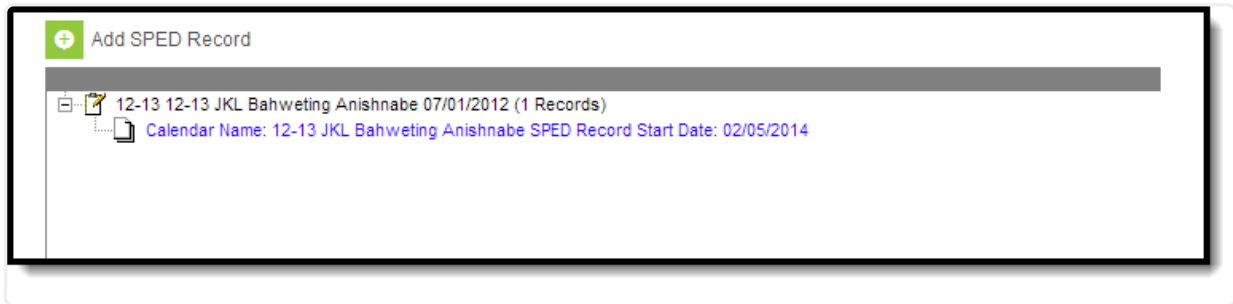 Add SPED Record
12-13 12-13 JKL Bahweting Anishnabe 07/01/2012 (1 Records)
Calendar Name: 12-13 JKL Bahweting Anishnabe SPED Record Start Date: 02/05/2014